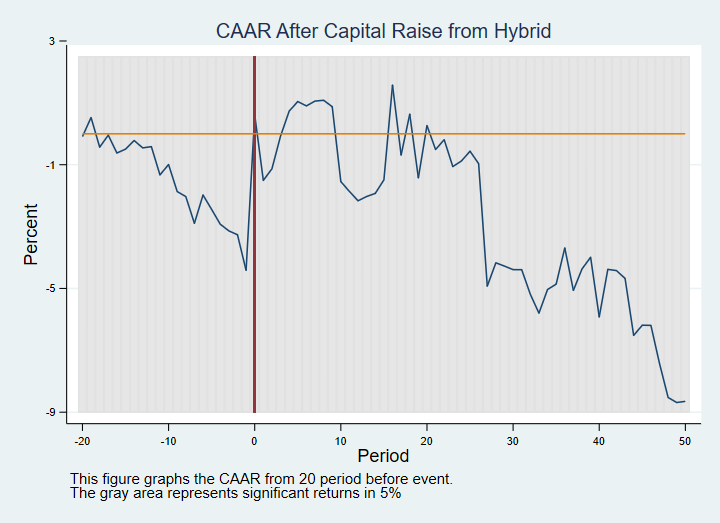 CAAR After Capital Raise from Hybrid
3
-1
-5
-9
Percent
-20
-10
0
10
20
30
40
50
Period
This figure graphs the CAAR from 20 period before event.
The gray area represents significant returns in 5%